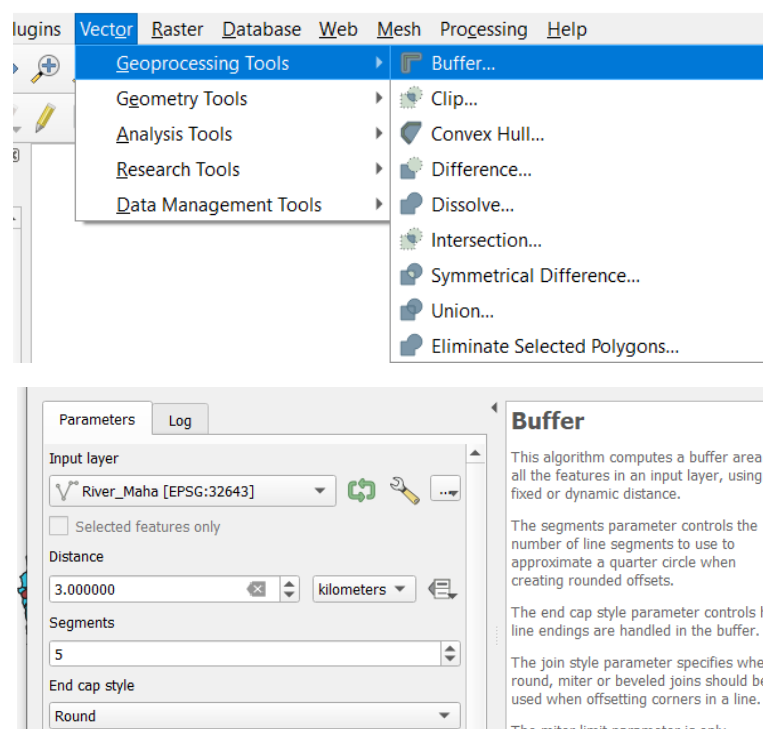 lugins Vector Raster Database Web Mesh Processing Help
Geoprocessing Tools
Geometry Tools
Analysis Tools
Research Tools
Data Management Tools
Buffer...
Clip...
Convex Hull...
Difference...
Dissolve...
Intersection...
Symmetrical Difference...
Union...
Eliminate Selected Polygons...
Parameters Log
Input layer
River_Maha [EPSG:32643]
Selected features only
Distance
3.000000 kilometers
Segments
5
End cap style
Round
Buffer
This algorithm computes a buffer area
all the features in an input layer, using
fixed or dynamic distance.
The segments parameter controls the
number of line segments to use to
approximate a quarter circle when
creating rounded offsets.
The end cap style parameter controls h
line endings are handled in the buffer.
The join style parameter specifies whe
round, miter or beveled joins should be
used when offsetting corners in a line.
The miter limit parameter is only